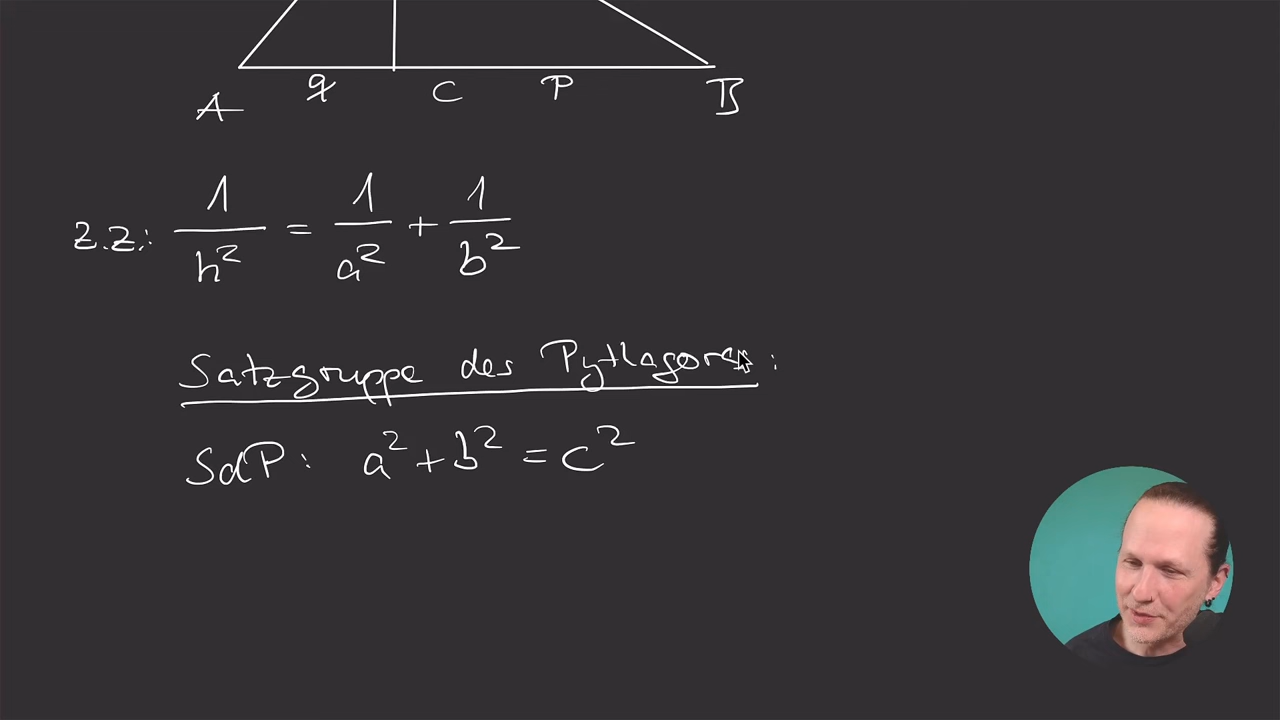 A q c p B
z.z.: 1/h² = 1/a² + 1/b²
Satzgruppe des Pythagoras:
SdP: a² + b² = c²